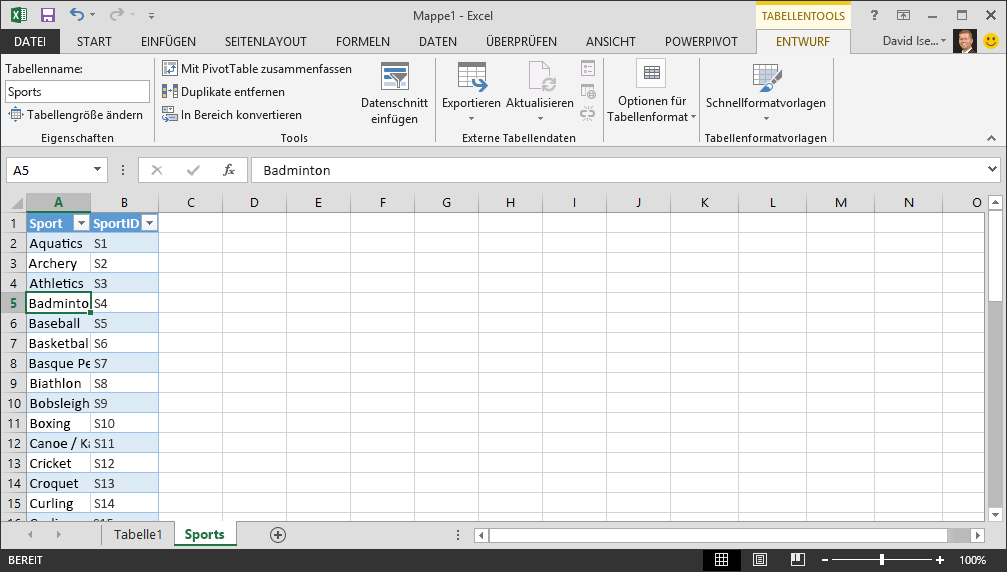 Mappe1 - Excel
TABELLENTOOLS
?
DATEI START EINFÜGEN SEITENLAYOUT FORMELN DATEN ÜBERPRÜFEN ANSICHT POWERPIVOT ENTWURF David Ise...
Tabellenname:
Sports
Tabellengröße ändern
Eigenschaften
Mit PivotTable zusammenfassen
Duplikate entfernen
In Bereich konvertieren
Datenschnitt
einfügen
Tools
Exportieren Aktualisieren
Externe Tabellendaten
Optionen für
Tabellenformat
Schnellformatvorlagen
Tabellenformatvorlagen
A5 fx Badminton
A B C D E F G H I J K L M N O
1 Sport SportID
2 Aquatics S1
3 Archery S2
4 Athletics S3
5 Badminto S4
6 Baseball S5
7 Basketbal S6
8 Basque Pe S7
9 Biathlon S8
10 Bobsleigh S9
11 Boxing S10
12 Canoe / Ka S11
13 Cricket S12
14 Croquet S13
15 Curling S14
Tabelle1 Sports
BEREIT 100%